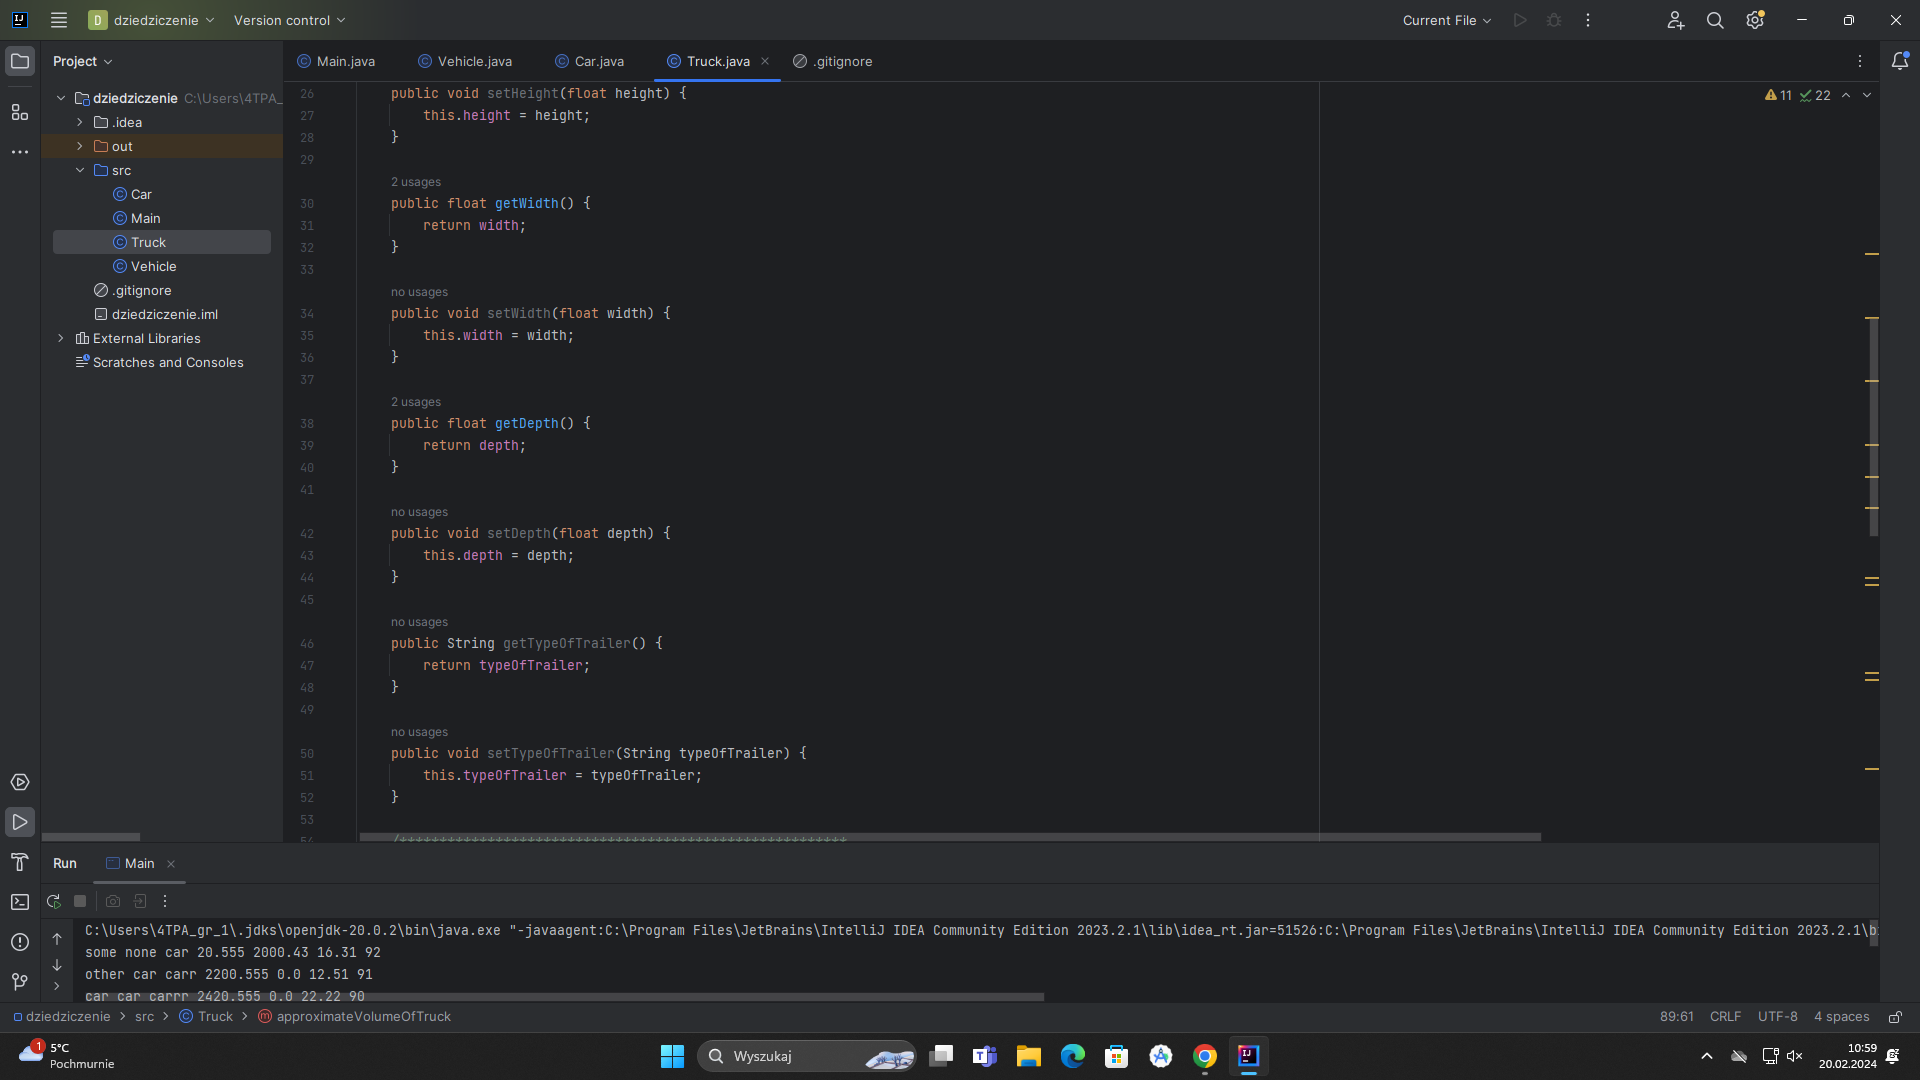 D dziedziczenie Version control Current File
Project
Main.java Vehicle.java Car.java Truck.java .gitignore
dziedziczenie C:\Users\4TPA_
.idea
out
src
Car
Main
Truck
Vehicle
.gitignore
dziedziczenie.iml
External Libraries
Scratches and Consoles
11 22
26 public void setHeight(float height) {
27 this.height = height;
28 }
29
2 usages
30 public float getWidth() {
31 return width;
32 }
33
no usages
34 public void setWidth(float width) {
35 this.width = width;
36 }
37
2 usages
38 public float getDepth() {
39 return depth;
40 }
41
no usages
42 public void setDepth(float depth) {
43 this.depth = depth;
44 }
45
no usages
46 public String getTypeOfTrailer() {
47 return typeOfTrailer;
48 }
49
no usages
50 public void setTypeOfTrailer(String typeOfTrailer) {
51 this.typeOfTrailer = typeOfTrailer;
52 }
53
54
Run Main
C:\Users\4TPA_gr_1\.jdks\openjdk-20.0.2\bin\java.exe "-javaagent:C:\Program Files\JetBrains\IntelliJ IDEA Community Edition 2023.2.1\lib\idea_rt.jar=51526:C:\Program Files\JetBrains\IntelliJ IDEA Community Edition 2023.2.1\b
some none car 20.555 2000.43 16.31 92
other car carr 2200.555 0.0 12.51 91
car car carrr 2420.555 0.0 22.22 90
dziedziczenie src Truck approximateVolumeOfTruck 89:61 CRLF UTF-8 4 spaces
1 5°C
Pochmurnie
Wyszukaj
10:59
20.02.2024